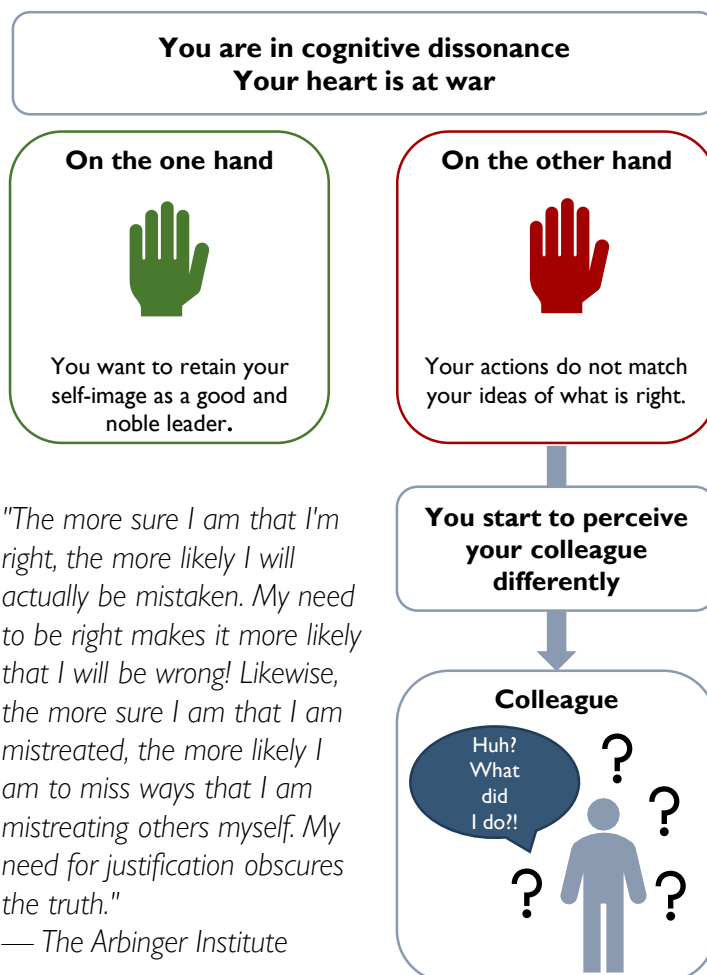 You are in cognitive dissonance
Your heart is at war
On the one hand
You want to retain your
self-image as a good and
noble leader.
On the other hand
Your actions do not match
your ideas of what is right.
"The more sure I am that I'm
right, the more likely I will
actually be mistaken. My need
to be right makes it more likely
that I will be wrong! Likewise,
the more sure I am that I am
mistreated, the more likely I
am to miss ways that I am
mistreating others myself. My
need for justification obscures
the truth."
— The Arbinger Institute
You start to perceive
your colleague
differently
Colleague
Huh?
What
did
I do?!
?
?
?
?